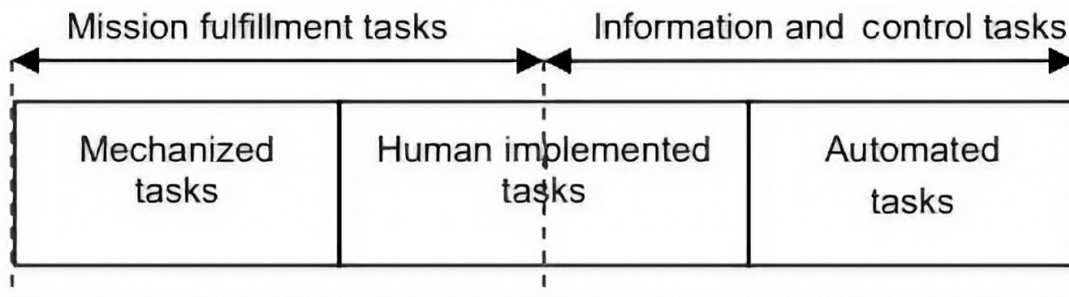 Mission fulfillment tasks
Information and control tasks
Mechanized
tasks
Human implemented
tasks
Automated
tasks